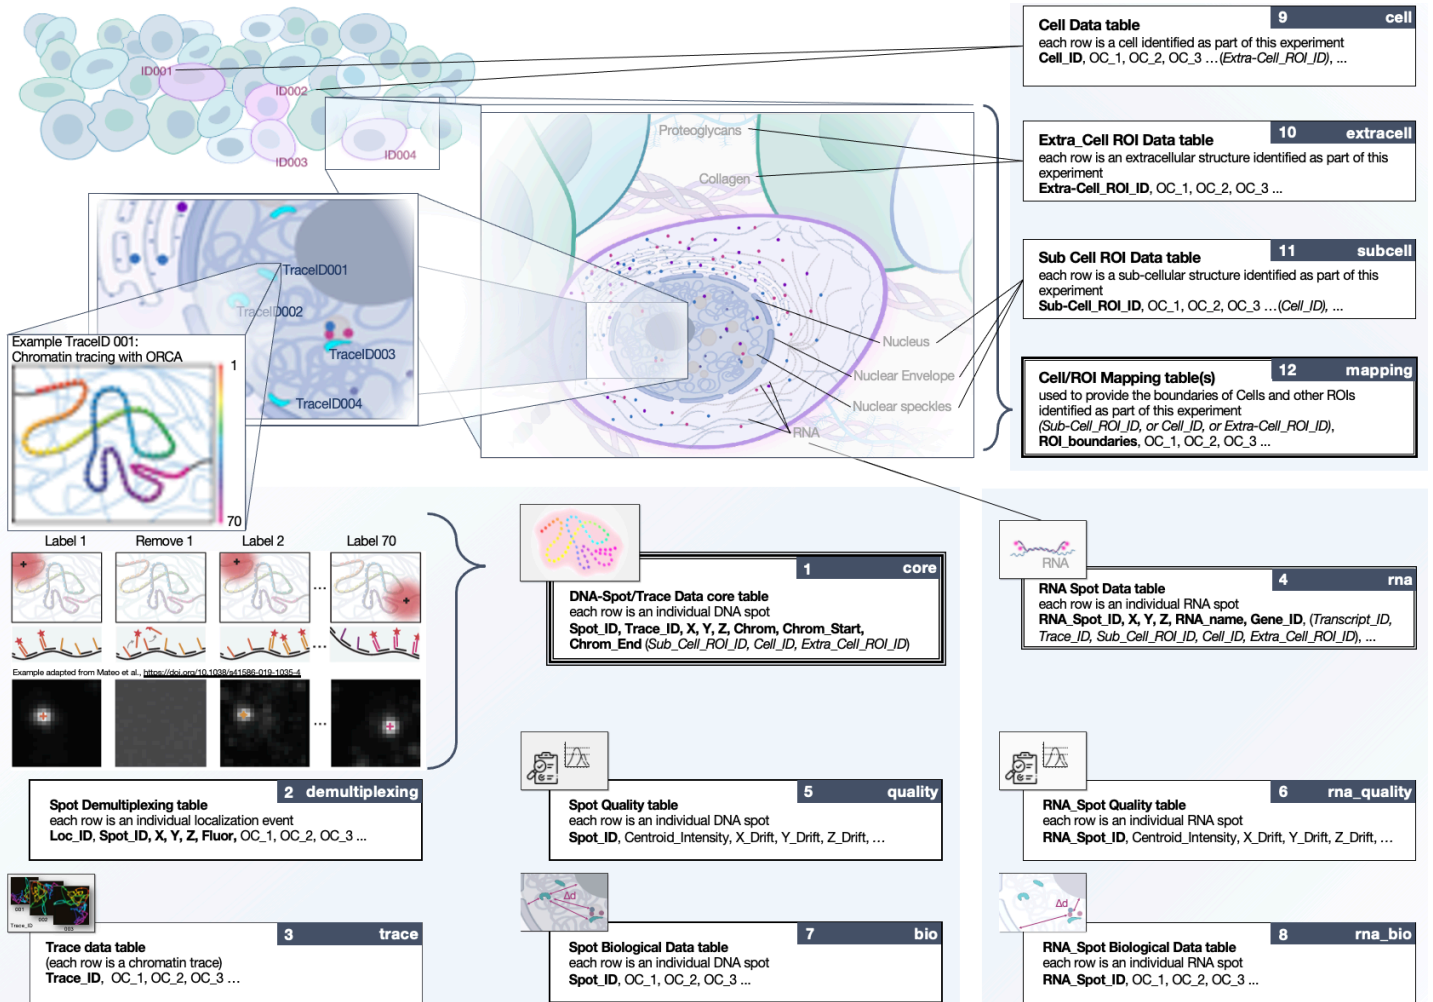 ID001
ID002
ID003
ID004
Proteoglycans
Collagen
Nucleus
Nuclear Envelope
Nuclear speckles
RNA
TraceID001
TraceID002
TraceID003
TraceID004
Example TraceID 001:
Chromatin tracing with ORCA
1
70
9 cell
Cell Data table
each row is a cell identified as part of this experiment
Cell_ID, OC_1, OC_2, OC_3 …(Extra-Cell_ROI_ID), ...
10 extracell
Extra_Cell ROI Data table
each row is an extracellular structure identified as part of this
experiment
Extra-Cell_ROI_ID, OC_1, OC_2, OC_3 ...
11 subcell
Sub Cell ROI Data table
each row is a sub-cellular structure identified as part of this
experiment
Sub-Cell_ROI_ID, OC_1, OC_2, OC_3 …(Cell_ID), ...
12 mapping
Cell/ROI Mapping table(s)
used to provide the boundaries of Cells and other ROIs
identified as part of this experiment
(Sub-Cell_ROI_ID, or Cell_ID, or Extra-Cell_ROI_ID),
ROI_boundaries, OC_1, OC_2, OC_3 ...
Label 1
Remove 1
Label 2
Label 70
...
...
Example adapted from Mateo et al., https://doi.org/10.1038/s41586-019-1035-4
...
1 core
DNA-Spot/Trace Data core table
each row is an individual DNA spot
Spot_ID, Trace_ID, X, Y, Z, Chrom, Chrom_Start,
Chrom_End (Sub_Cell_ROI_ID, Cell_ID, Extra_Cell_ROI_ID)
RNA
4 rna
RNA Spot Data table
each row is an individual RNA spot
RNA_Spot_ID, X, Y, Z, RNA_name, Gene_ID, (Transcript_ID,
Trace_ID, Sub_Cell_ROI_ID, Cell_ID, Extra_Cell_ROI_ID), ...
2 demultiplexing
Spot Demultiplexing table
each row is an individual localization event
Loc_ID, Spot_ID, X, Y, Z, Fluor, OC_1, OC_2, OC_3 ...
5 quality
Spot Quality table
each row is an individual DNA spot
Spot_ID, Centroid_Intensity, X_Drift, Y_Drift, Z_Drift, …
6 rna_quality
RNA_Spot Quality table
each row is an individual RNA spot
RNA_Spot_ID, Centroid_Intensity, X_Drift, Y_Drift, Z_Drift, …
001
002
003
Trace_ID
3 trace
Trace data table
(each row is a chromatin trace)
Trace_ID, OC_1, OC_2, OC_3 …
Δd
7 bio
Spot Biological Data table
each row is an individual DNA spot
Spot_ID, OC_1, OC_2, OC_3 ...
Δd
8 rna_bio
RNA_Spot Biological Data table
each row is an individual RNA spot
RNA_Spot_ID, OC_1, OC_2, OC_3 ...